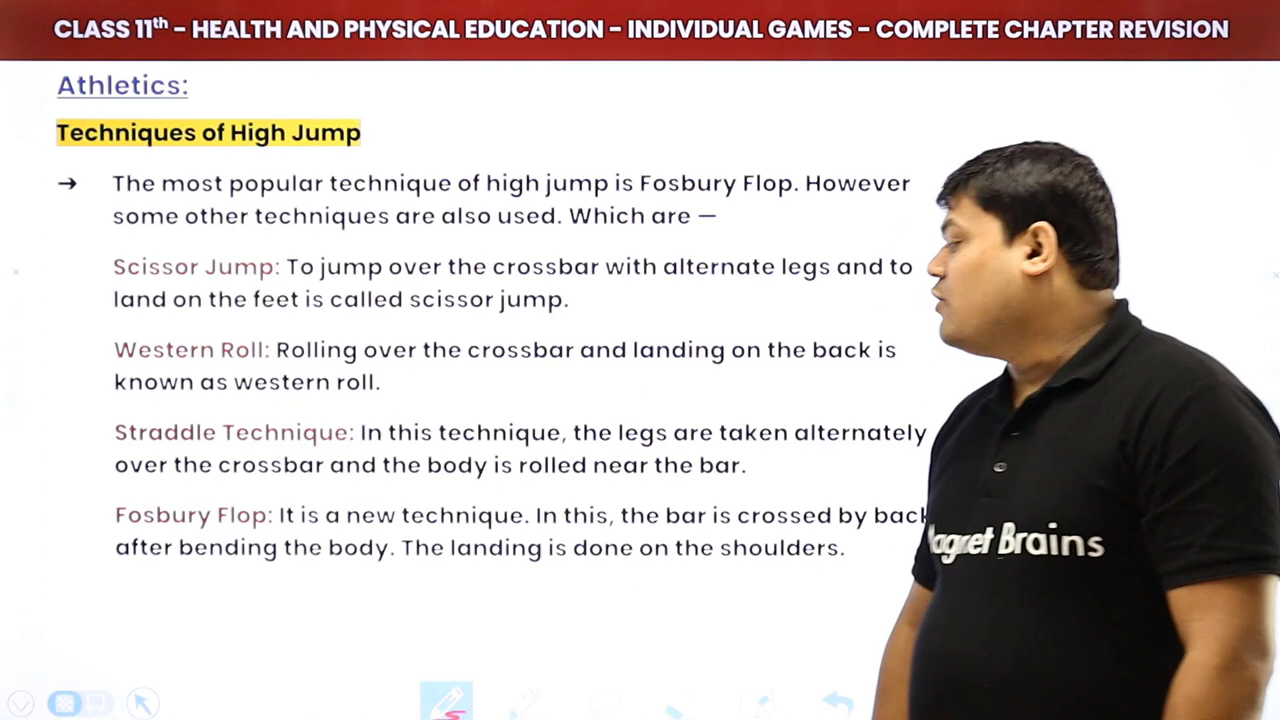 CLASS 11th – HEALTH AND PHYSICAL EDUCATION – INDIVIDUAL GAMES – COMPLETE CHAPTER REVISION
Athletics:
Techniques of High Jump
→ The most popular technique of high jump is Fosbury Flop. However
some other techniques are also used. Which are —
Scissor Jump: To jump over the crossbar with alternate legs and to
land on the feet is called scissor jump.
Western Roll: Rolling over the crossbar and landing on the back is
known as western roll.
Straddle Technique: In this technique, the legs are taken alternately
over the crossbar and the body is rolled near the bar.
Fosbury Flop: It is a new technique. In this, the bar is crossed by back
after bending the body. The landing is done on the shoulders.
Magnet Brains